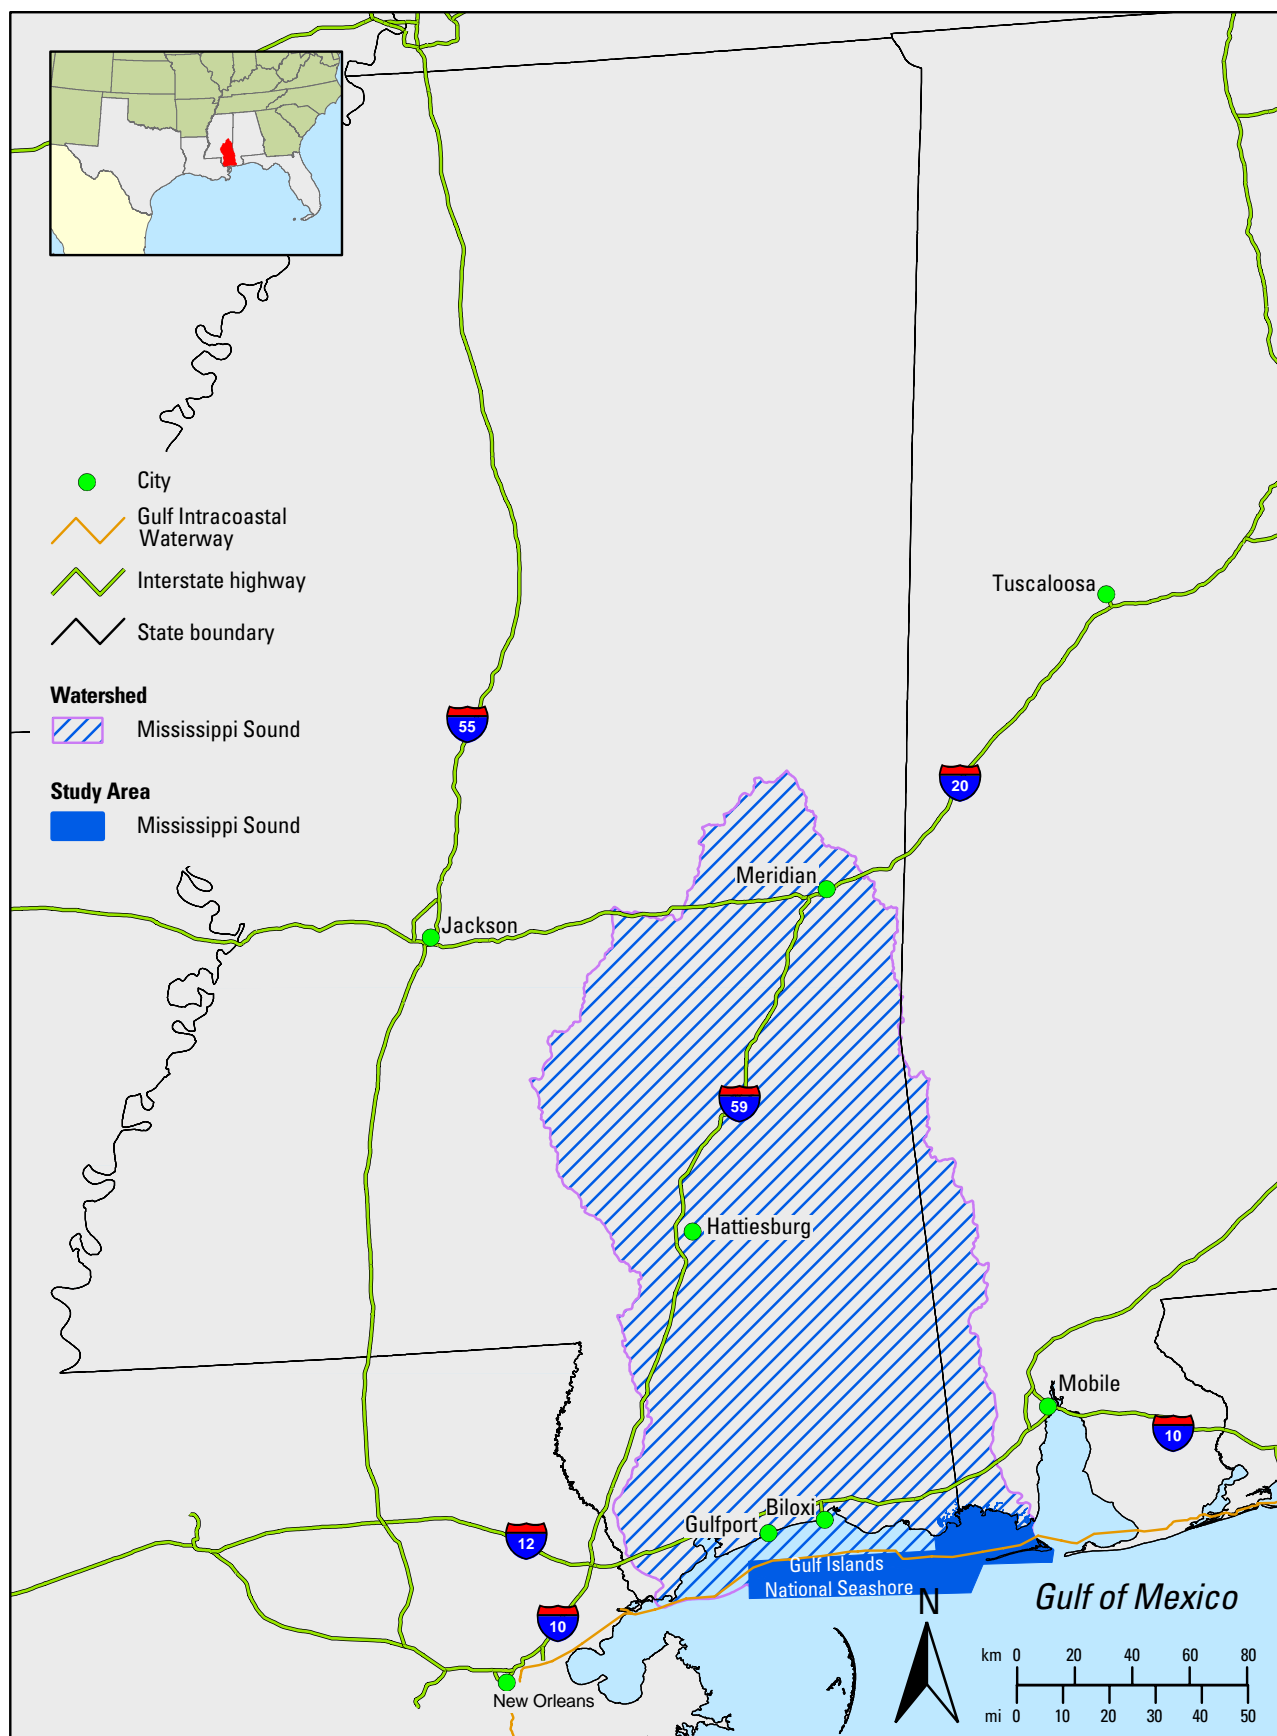 City
Gulf Intracoastal
Waterway
Interstate highway
State boundary
Watershed
Mississippi Sound
Study Area
Mississippi Sound
Tuscaloosa
55
20
Meridian
Jackson
59
Hattiesburg
Mobile
10
Biloxi
Gulfport
12
Gulf Islands
National Seashore
N
Gulf of Mexico
10
New Orleans
km 0 20 40 60 80
mi 0 10 20 30 40 50